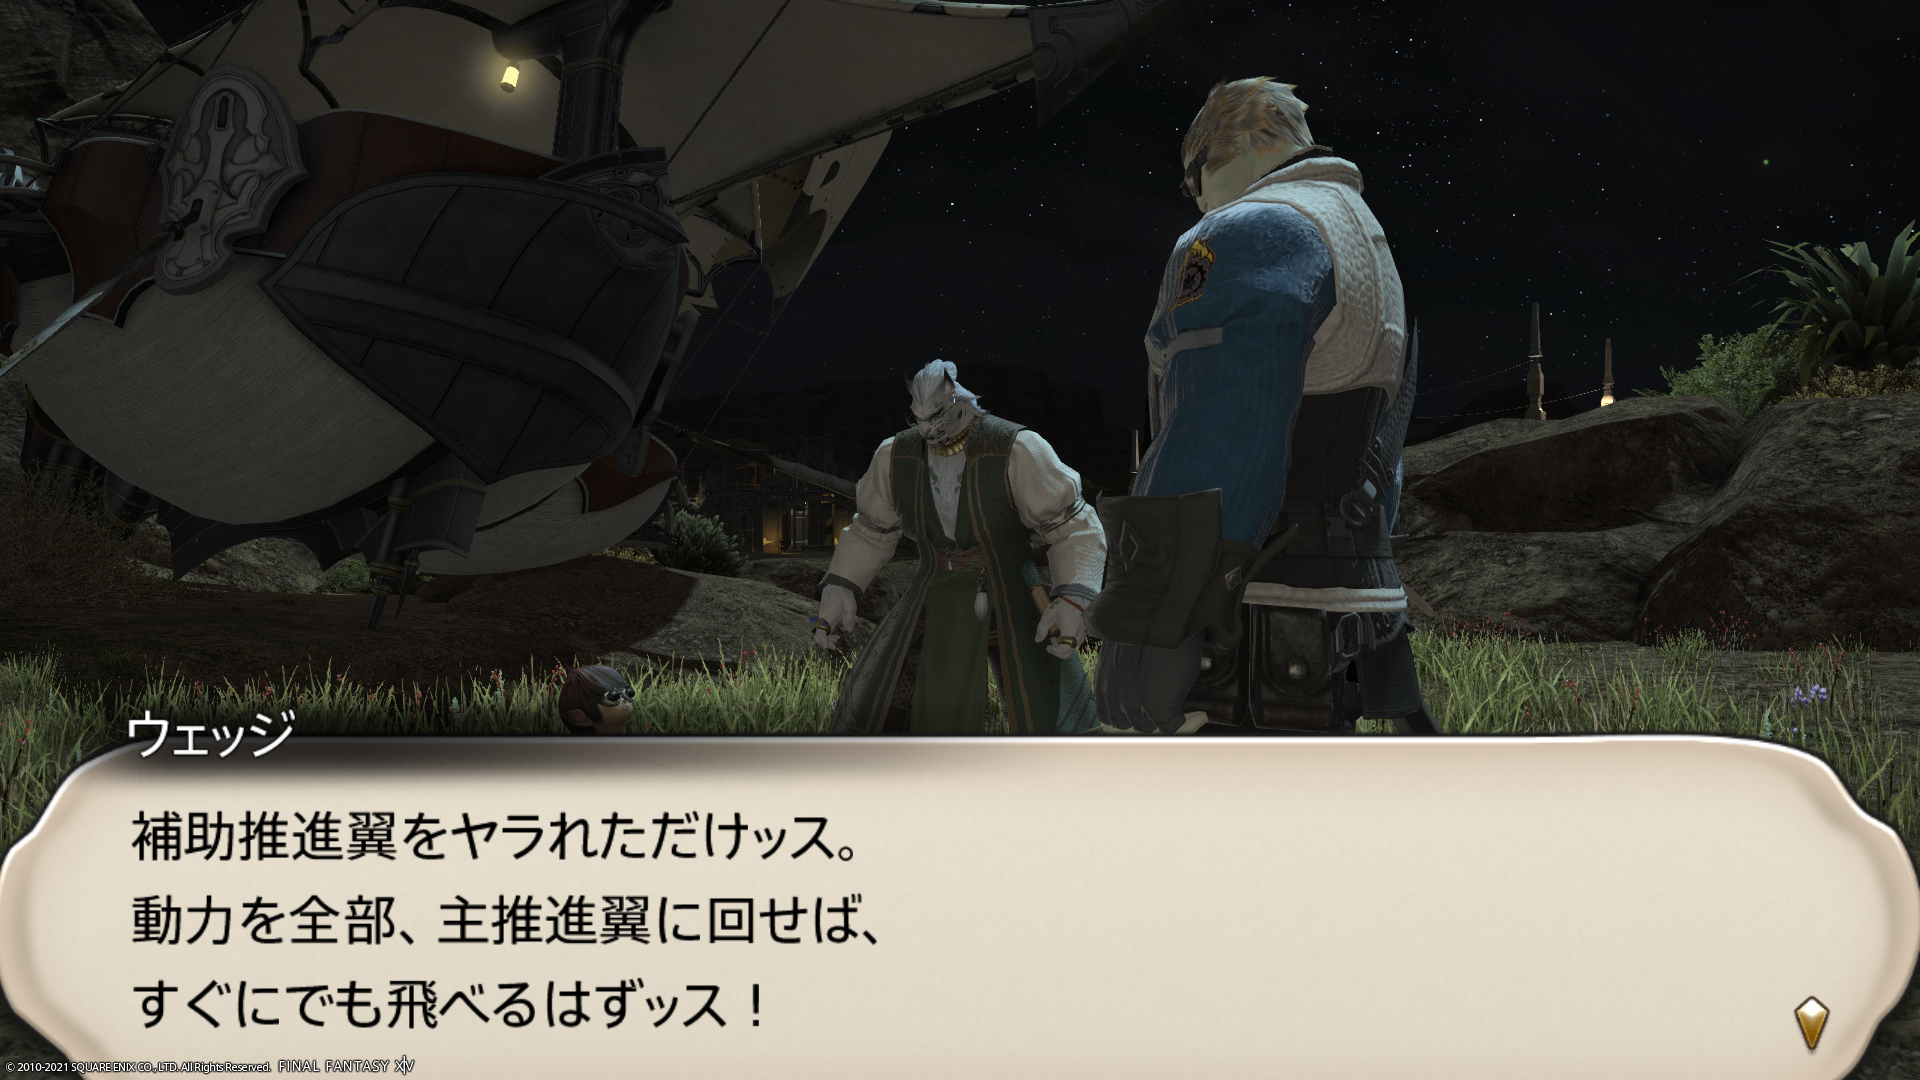 ウェッジ
補助推進翼をヤラれただけッス。
動力を全部、主推進翼に回せば、
すぐにでも飛べるはずッス！
© 2010-2021 SQUARE ENIX CO., LTD. All Rights Reserved. FINAL FANTASY XIV